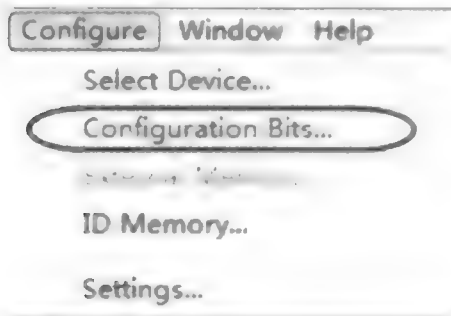 Configure Window Help
Select Device...
Configuration Bits...
ID Memory...
Settings...